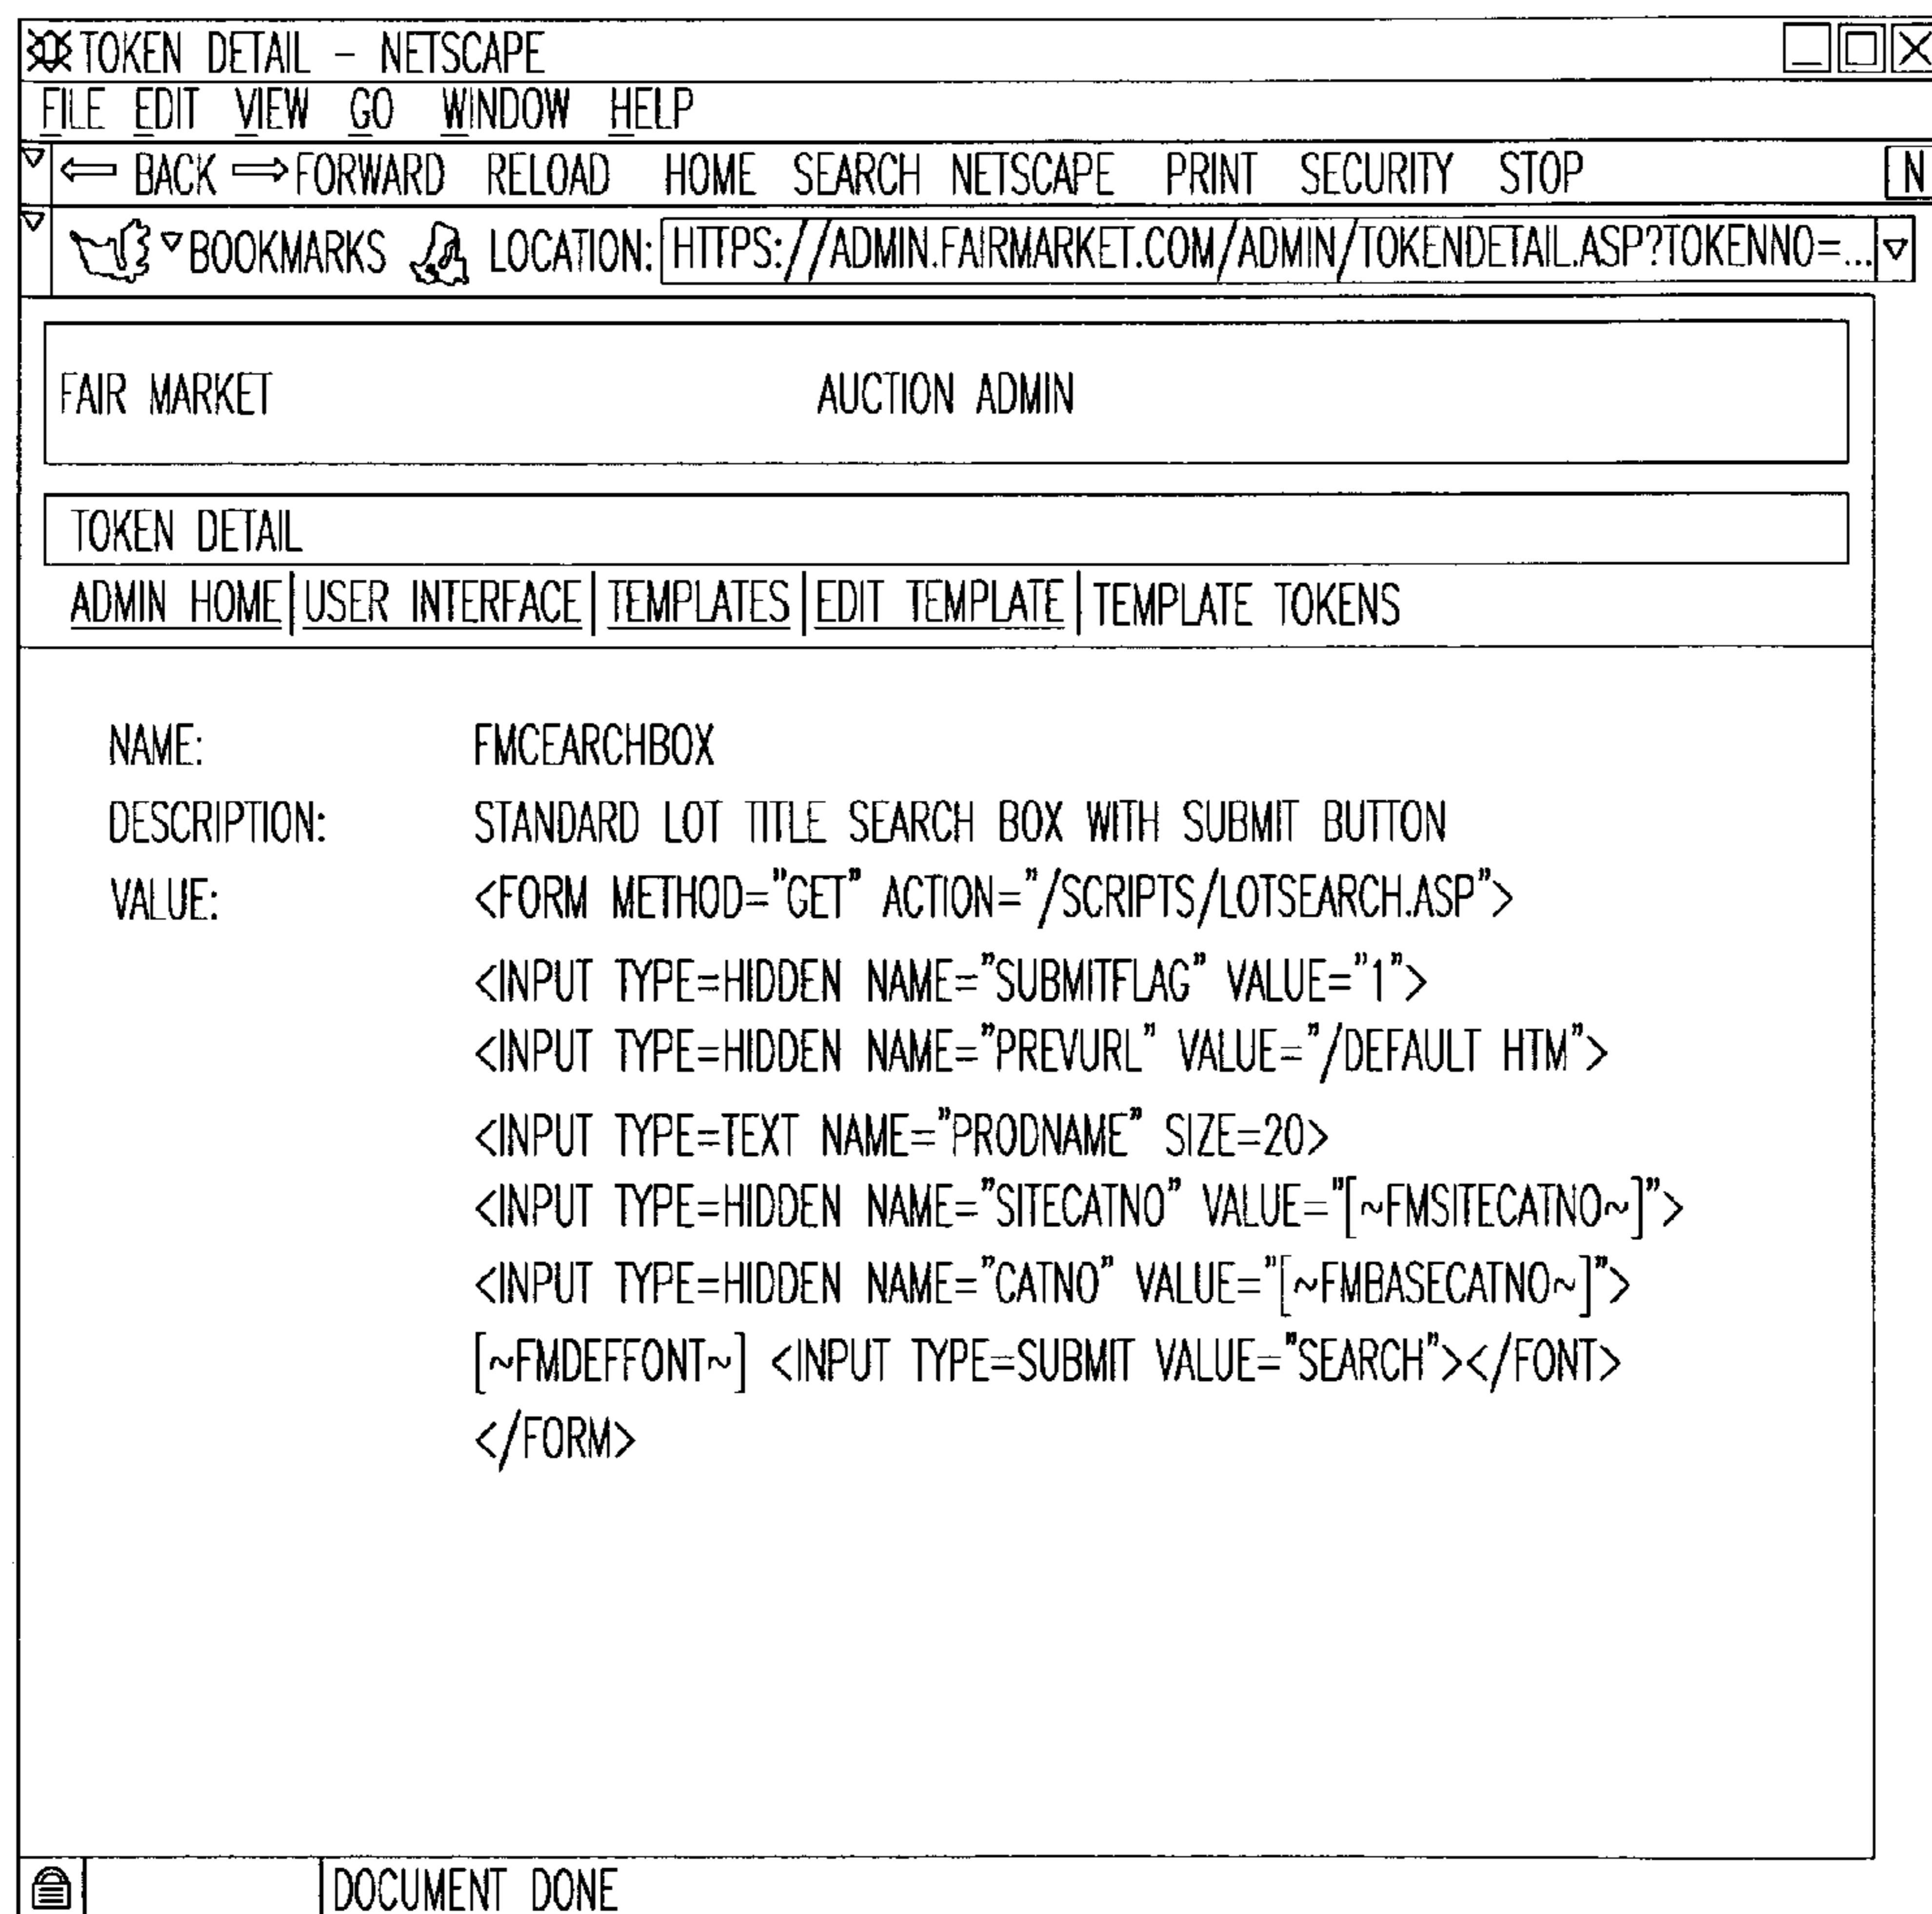 TOKEN DETAIL – NETSCAPE
FILE EDIT VIEW GO WINDOW HELP
BACK FORWARD RELOAD HOME SEARCH NETSCAPE PRINT SECURITY STOP N
BOOKMARKS LOCATION: HTTPS://ADMIN.FAIRMARKET.COM/ADMIN/TOKENDETAIL.ASP?TOKENNO=...
FAIR MARKET AUCTION ADMIN
TOKEN DETAIL
ADMIN HOME|USER INTERFACE|TEMPLATES|EDIT TEMPLATE|TEMPLATE TOKENS
NAME: FMCEARCHBOX
DESCRIPTION: STANDARD LOT TITLE SEARCH BOX WITH SUBMIT BUTTON
VALUE: <FORM METHOD="GET" ACTION="/SCRIPTS/LOTSEARCH.ASP">
<INPUT TYPE=HIDDEN NAME="SUBMITFLAG" VALUE="1">
<INPUT TYPE=HIDDEN NAME="PREVURL" VALUE="/DEFAULT HTM">
<INPUT TYPE=TEXT NAME="PRODNAME" SIZE=20>
<INPUT TYPE=HIDDEN NAME="SITECATNO" VALUE="[~FMSITECATNO~]">
<INPUT TYPE=HIDDEN NAME="CATNO" VALUE="[~FMBASECATNO~]">
[~FMDEFFONT~] <INPUT TYPE=SUBMIT VALUE="SEARCH"></FONT>
</FORM>
DOCUMENT DONE